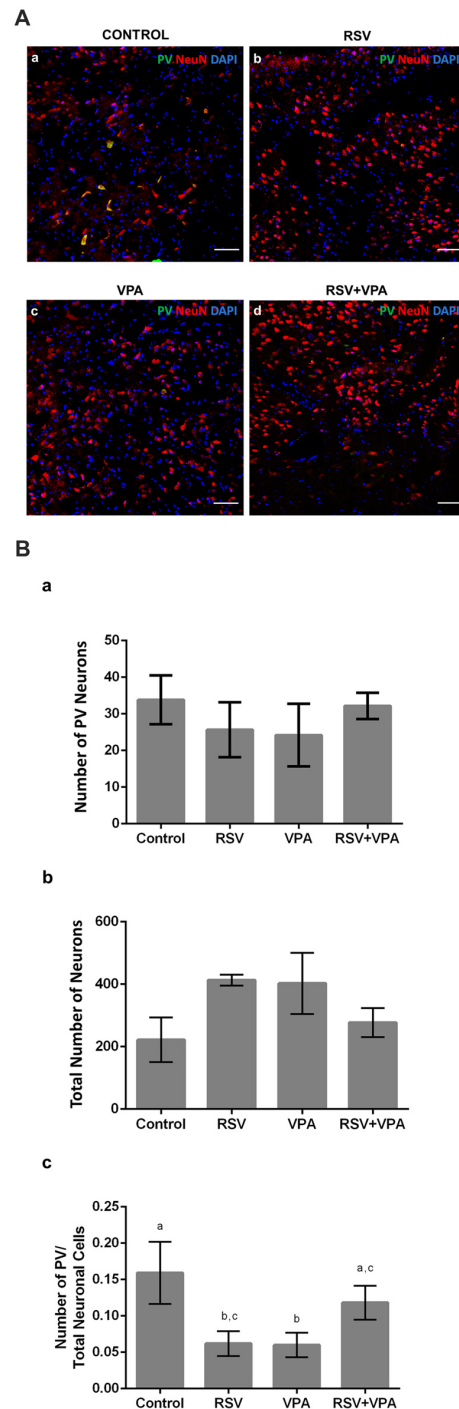 A
CONTROL RSV
a PV NeuN DAPI b PV NeuN DAPI
VPA RSV+VPA
c PV NeuN DAPI d PV NeuN DAPI
B
a
Number of PV Neurons
50
40
30
20
10
0
Control RSV VPA RSV+VPA
b
Total Number of Neurons
600
400
200
0
Control RSV VPA RSV+VPA
c
Number of PV/
Total Neuronal Cells
0.25
0.20
0.15
0.10
0.05
0.00
a b,c b a,c
Control RSV VPA RSV+VPA